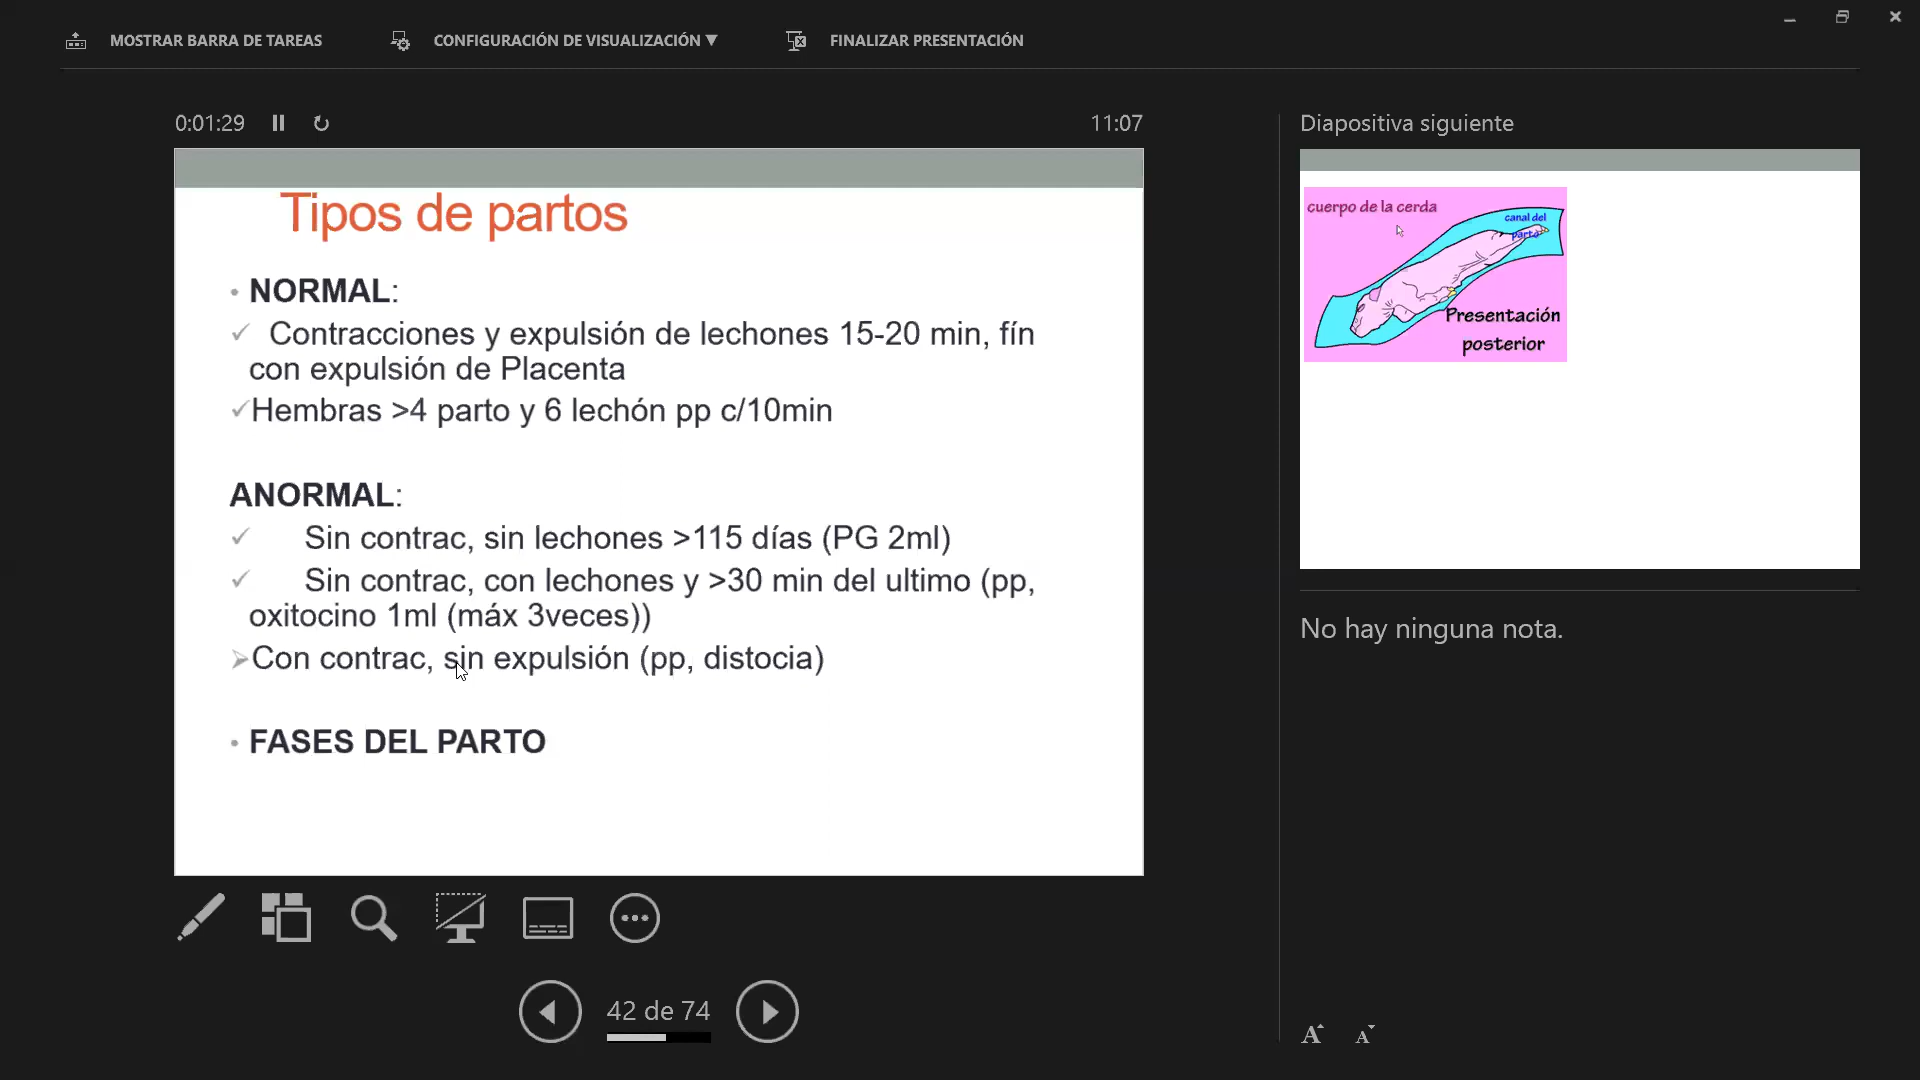 MOSTRAR BARRA DE TAREAS
CONFIGURACIÓN DE VISUALIZACIÓN ▼
FINALIZAR PRESENTACIÓN
0:01:29
11:07
Tipos de partos
• NORMAL:
✓ Contracciones y expulsión de lechones 15-20 min, fín
con expulsión de Placenta
✓Hembras >4 parto y 6 lechón pp c/10min
ANORMAL:
✓ Sin contrac, sin lechones >115 días (PG 2ml)
✓ Sin contrac, con lechones y >30 min del ultimo (pp,
oxitocino 1ml (máx 3veces))
➢Con contrac, sin expulsión (pp, distocia)
• FASES DEL PARTO
42 de 74
Diapositiva siguiente
cuerpo de la cerda
canal del
parto
Presentación
posterior
No hay ninguna nota.
A A